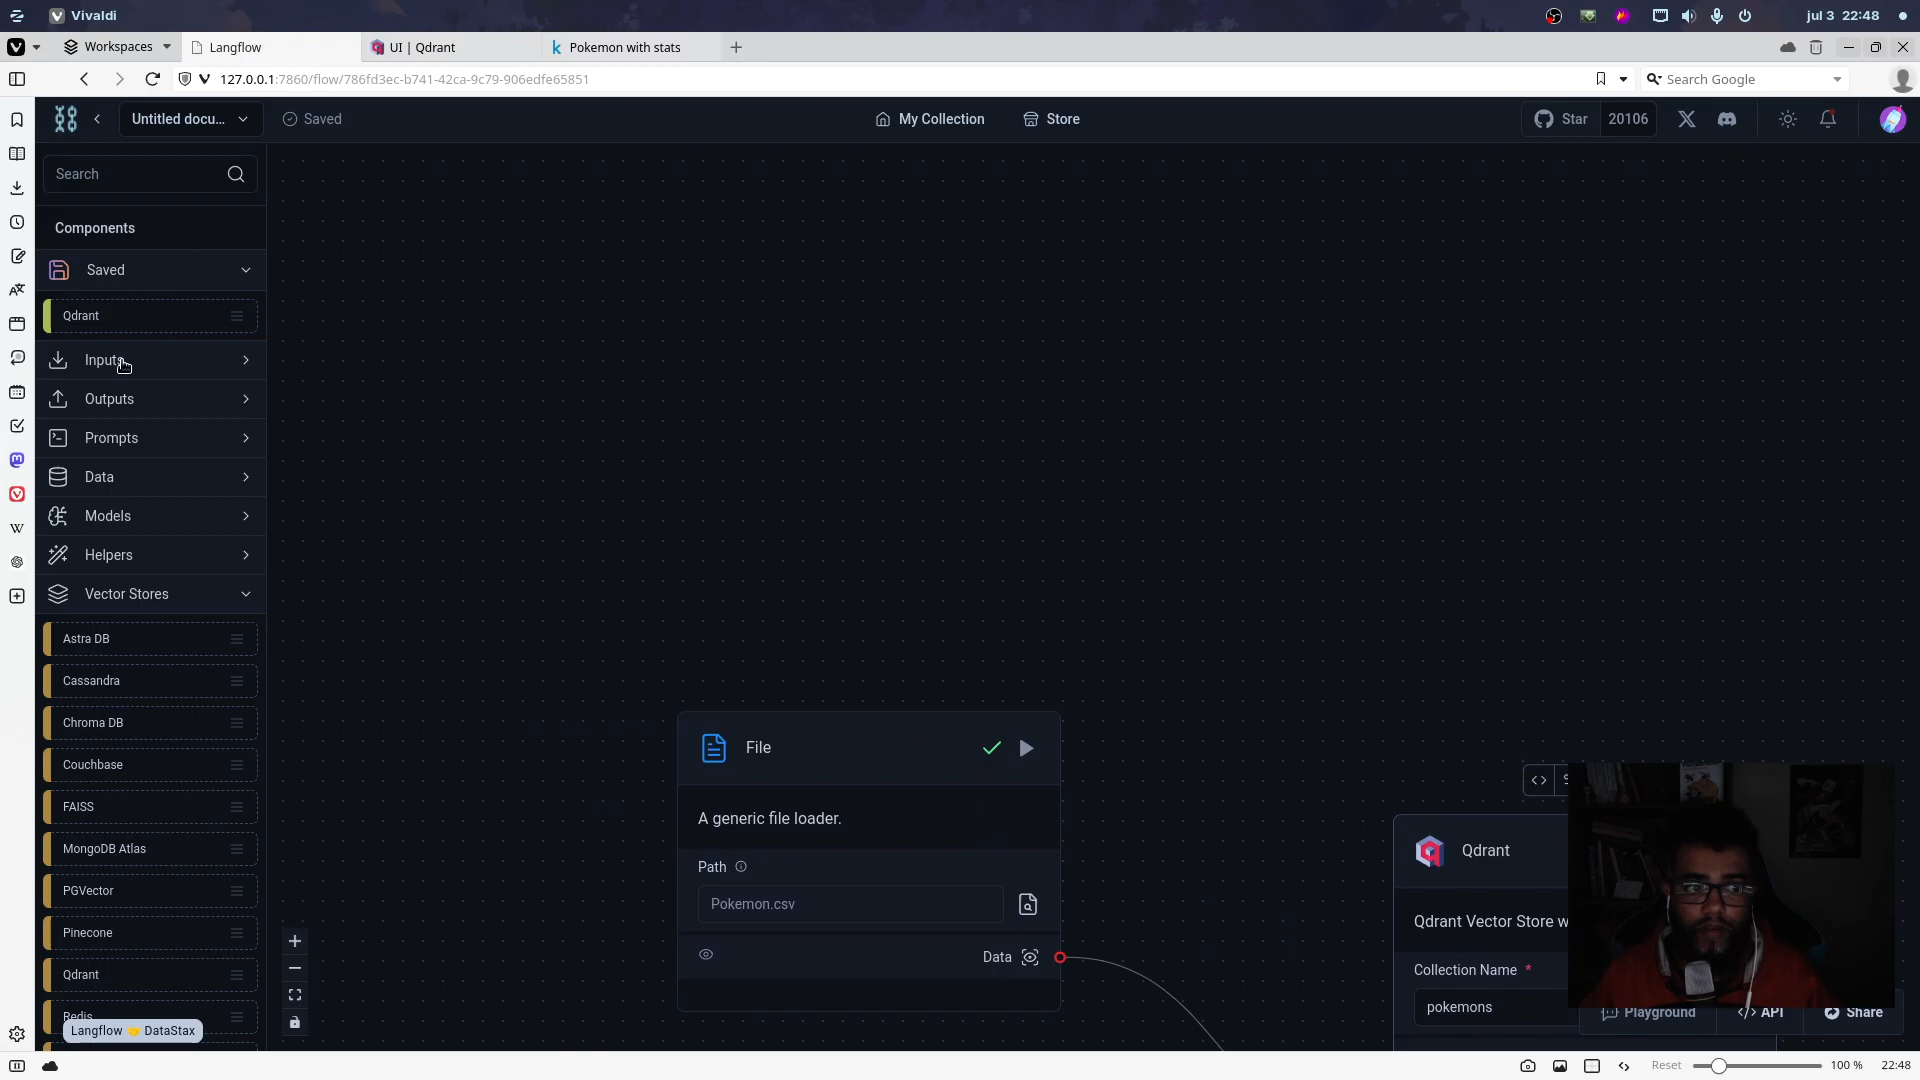 Vivaldi
jul 3 22:48
Workspaces
Langflow
UI | Qdrant
Pokemon with stats
127.0.0.1:7860/flow/786fd3ec-b741-42ca-9c79-906edfe65851
Search Google
Untitled docu...
Saved
My Collection
Store
Star
20106
Search
Components
Saved
Qdrant
Inputs
Outputs
Prompts
Data
Models
Helpers
Vector Stores
Astra DB
Cassandra
Chroma DB
Couchbase
FAISS
MongoDB Atlas
PGVector
Pinecone
Qdrant
Redis
Langflow 🤝 DataStax
File
A generic file loader.
Path
Pokemon.csv
Data
Qdrant
Qdrant Vector Store w
Collection Name *
pokemons
Playground
API
Share
Reset
100 %
22:48